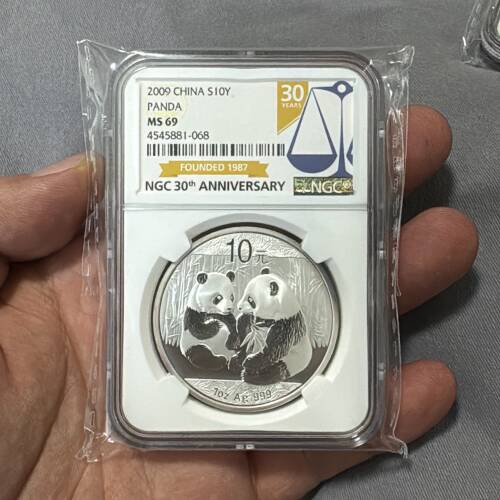 2009 CHINA S10Y
PANDA
MS 69
4545881-068
30
YEARS
FOUNDED 1987
NGC 30th ANNIVERSARY
NGC
10元
1oz Ag .999